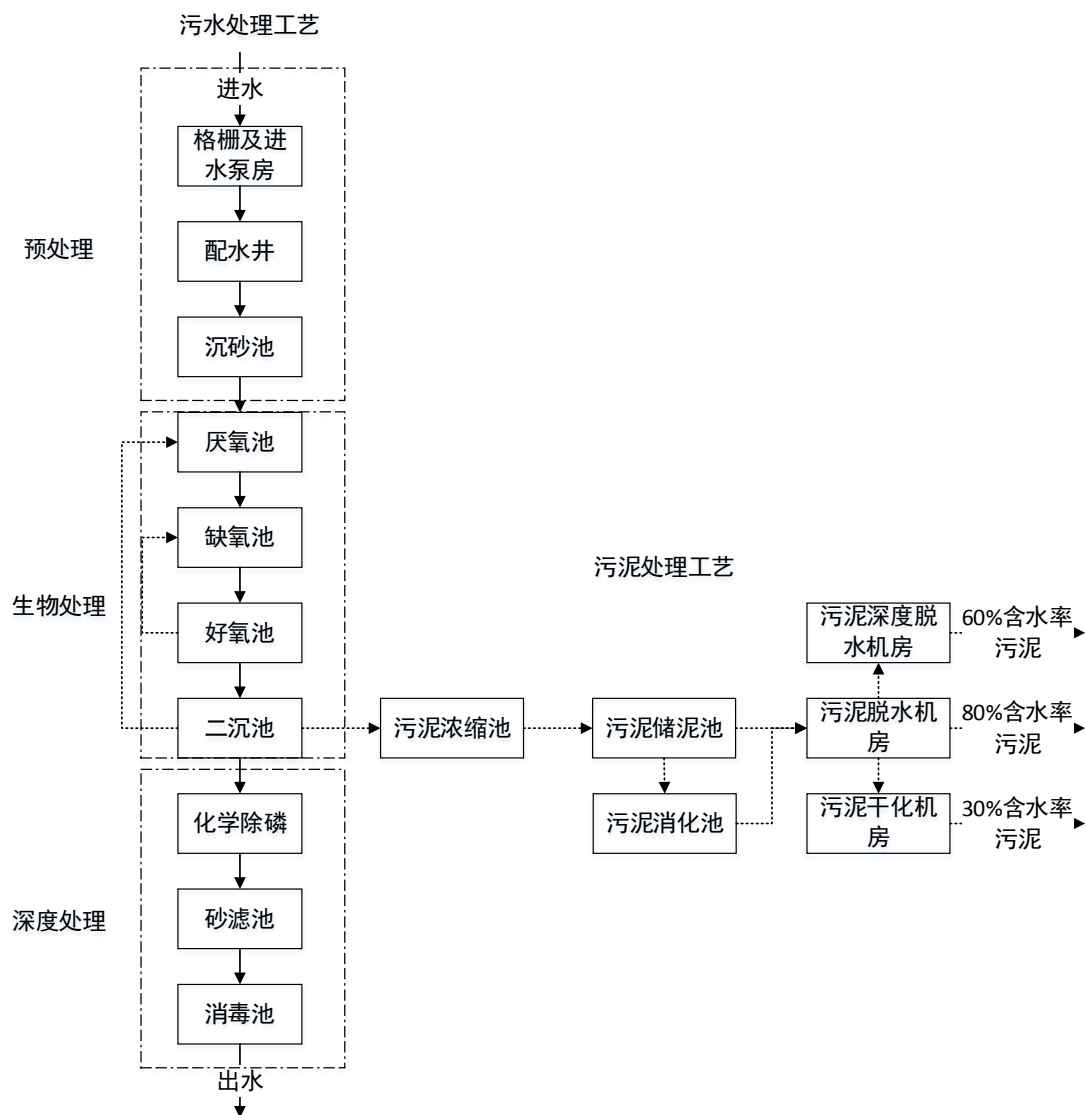 污水处理工艺
进水
格栅及进
水泵房
预处理
配水井
沉砂池
厌氧池
缺氧池
生物处理
好氧池
二沉池
化学除磷
深度处理
砂滤池
消毒池
出水
污泥处理工艺
污泥浓缩池
污泥储泥池
污泥消化池
污泥深度脱
水机房
60%含水率
污泥
污泥脱水机
房
80%含水率
污泥
污泥干化机
房
30%含水率
污泥